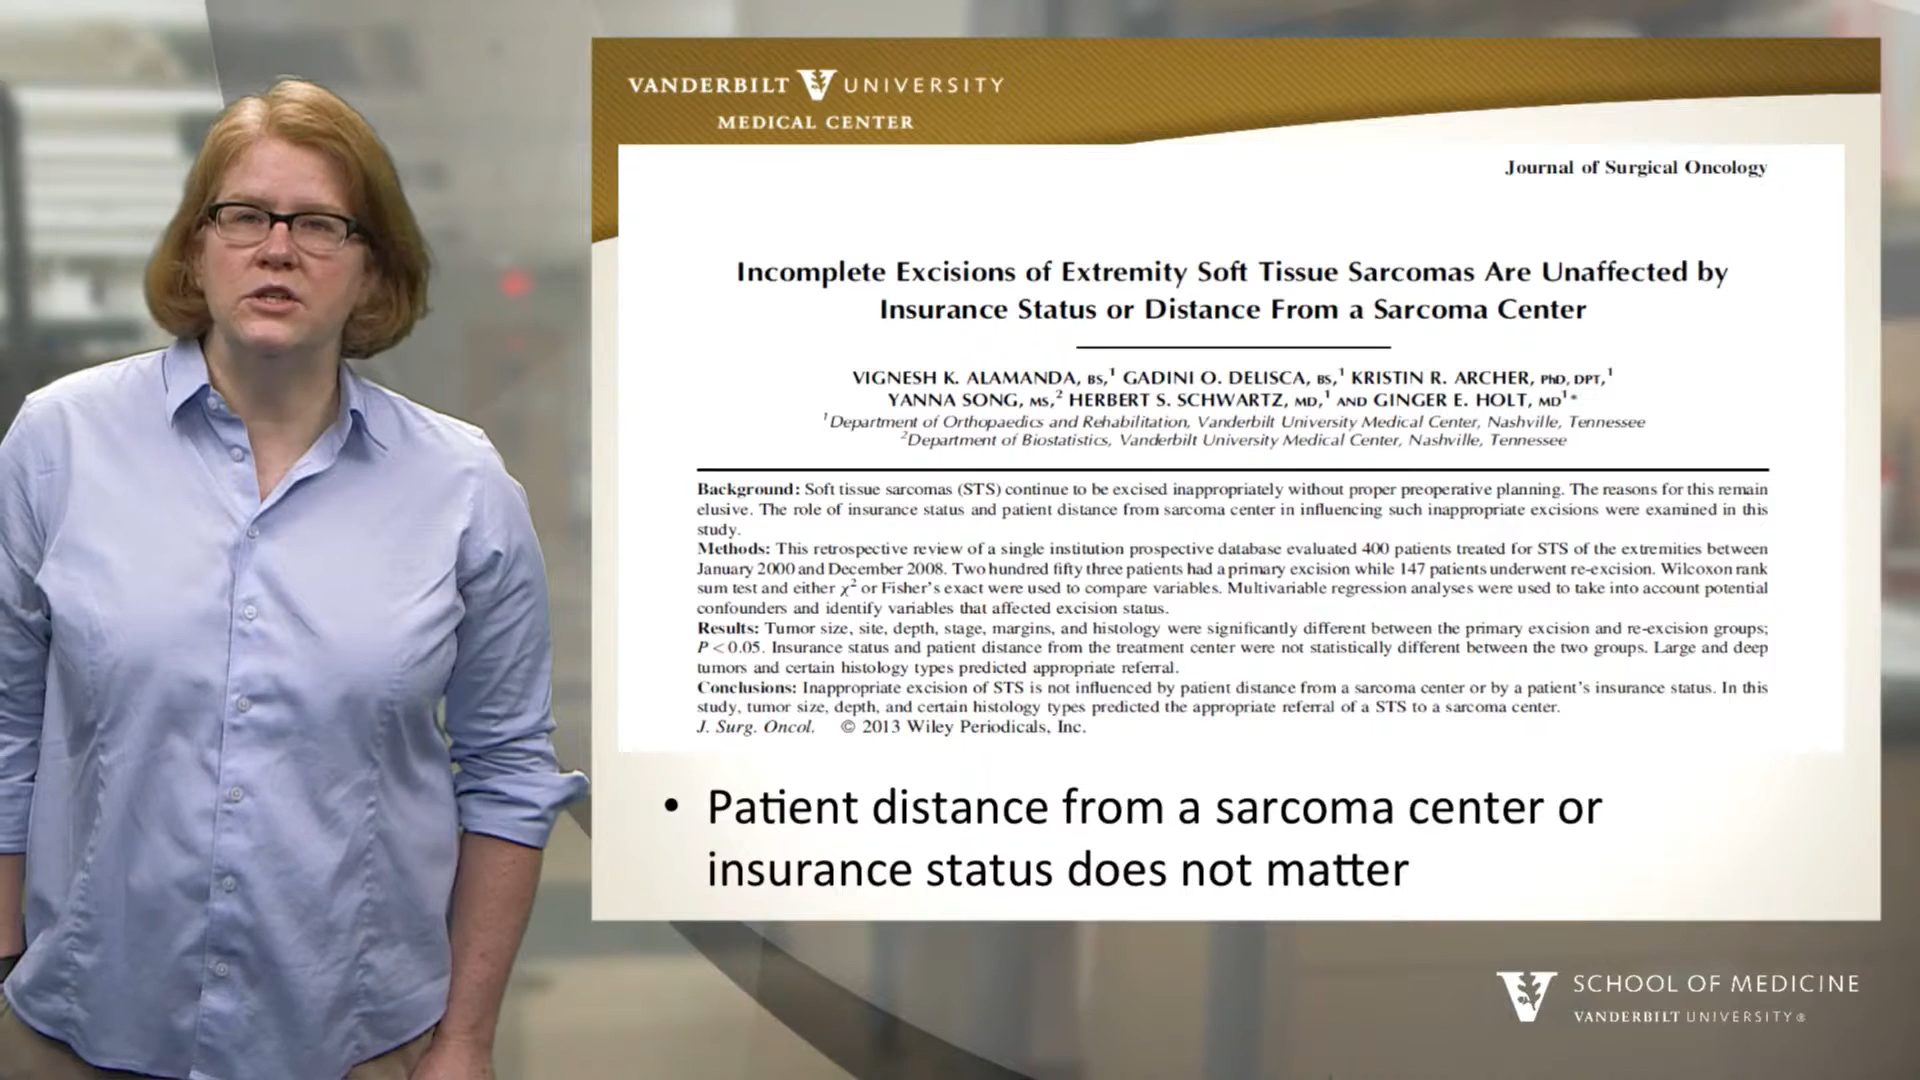 VANDERBILT V UNIVERSITY
MEDICAL CENTER
Journal of Surgical Oncology
Incomplete Excisions of Extremity Soft Tissue Sarcomas Are Unaffected by
Insurance Status or Distance From a Sarcoma Center
VIGNESH K. ALAMANDA, BS,¹ GADINI O. DELISCA, BS,¹ KRISTIN R. ARCHER, PhD, DPT,¹
YANNA SONG, MS,² HERBERT S. SCHWARTZ, MD,¹ AND GINGER E. HOLT, MD¹*
¹Department of Orthopaedics and Rehabilitation, Vanderbilt University Medical Center, Nashville, Tennessee
²Department of Biostatistics, Vanderbilt University Medical Center, Nashville, Tennessee
Background: Soft tissue sarcomas (STS) continue to be excised inappropriately without proper preoperative planning. The reasons for this remain
elusive. The role of insurance status and patient distance from sarcoma center in influencing such inappropriate excisions were examined in this
study.
Methods: This retrospective review of a single institution prospective database evaluated 400 patients treated for STS of the extremities between
January 2000 and December 2008. Two hundred fifty three patients had a primary excision while 147 patients underwent re-excision. Wilcoxon rank
sum test and either χ² or Fisher's exact were used to compare variables. Multivariable regression analyses were used to take into account potential
confounders and identify variables that affected excision status.
Results: Tumor size, site, depth, stage, margins, and histology were significantly different between the primary excision and re-excision groups;
P < 0.05. Insurance status and patient distance from the treatment center were not statistically different between the two groups. Large and deep
tumors and certain histology types predicted appropriate referral.
Conclusions: Inappropriate excision of STS is not influenced by patient distance from a sarcoma center or by a patient's insurance status. In this
study, tumor size, depth, and certain histology types predicted the appropriate referral of a STS to a sarcoma center.
J. Surg. Oncol. © 2013 Wiley Periodicals, Inc.
• Patient distance from a sarcoma center or
insurance status does not matter
V SCHOOL OF MEDICINE
VANDERBILT UNIVERSITY®